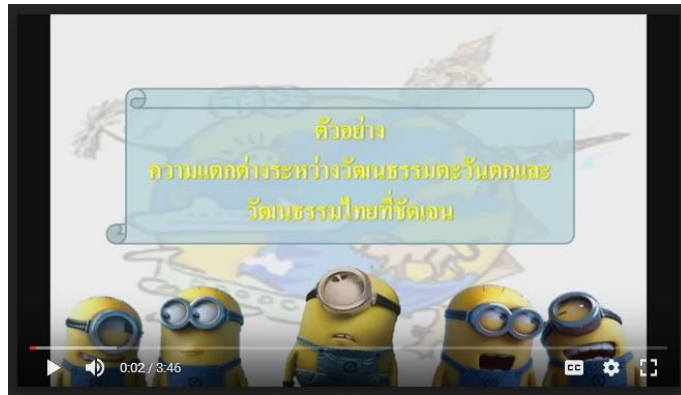 ตัวอย่าง
ความแตกต่างระหว่างวัฒนธรรมตะวันตกและ
วัฒนธรรมไทยที่ชัดเจน
0:02 / 3:46
CC